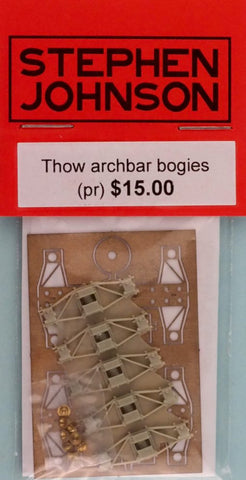 STEPHEN
JOHNSON
Thow archbar bogies
(pr) $15.00